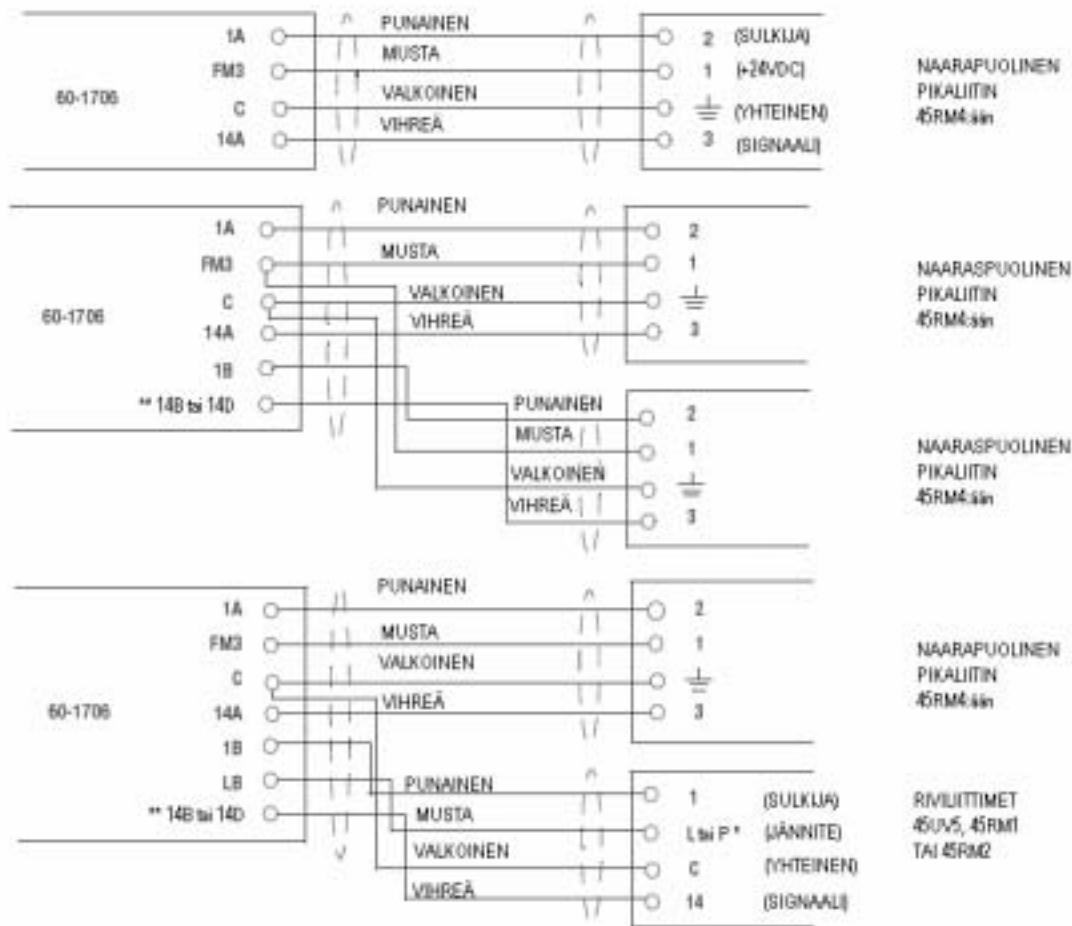 1A PUNAINEN 2 (SULKIJA)
FM3 MUSTA 1 (+24VDC)
60-1706
C VALKOINEN (YHTEINEN)
14A VIHREÄ 3 (SIGNAALI)
NAARAPUOLINEN
PIKALIITIN
45RM4:ään
1A PUNAINEN 2
FM3 MUSTA 1
C VALKOINEN
60-1706
14A VIHREÄ 3
NAARASPUOLINEN
PIKALIITIN
45RM4:ään
1B
** 14B tai 14D
PUNAINEN 2
MUSTA 1
VALKOINEN
VIHREÄ 3
NAARASPUOLINEN
PIKALIITIN
45RM4:ään
1A PUNAINEN 2
FM3 MUSTA 1
C VALKOINEN
60-1706
14A VIHREÄ 3
NAARAPUOLINEN
PIKALIITIN
45RM4:ään
1B
LB
** 14B tai 14D
PUNAINEN 1 (SULKIJA)
MUSTA L tai P * (JÄNNITE)
VALKOINEN C (YHTEINEN)
VIHREÄ 14 (SIGNAALI)
RIVILIITTIMET
45UV5, 45RM1
TAI 45RM2